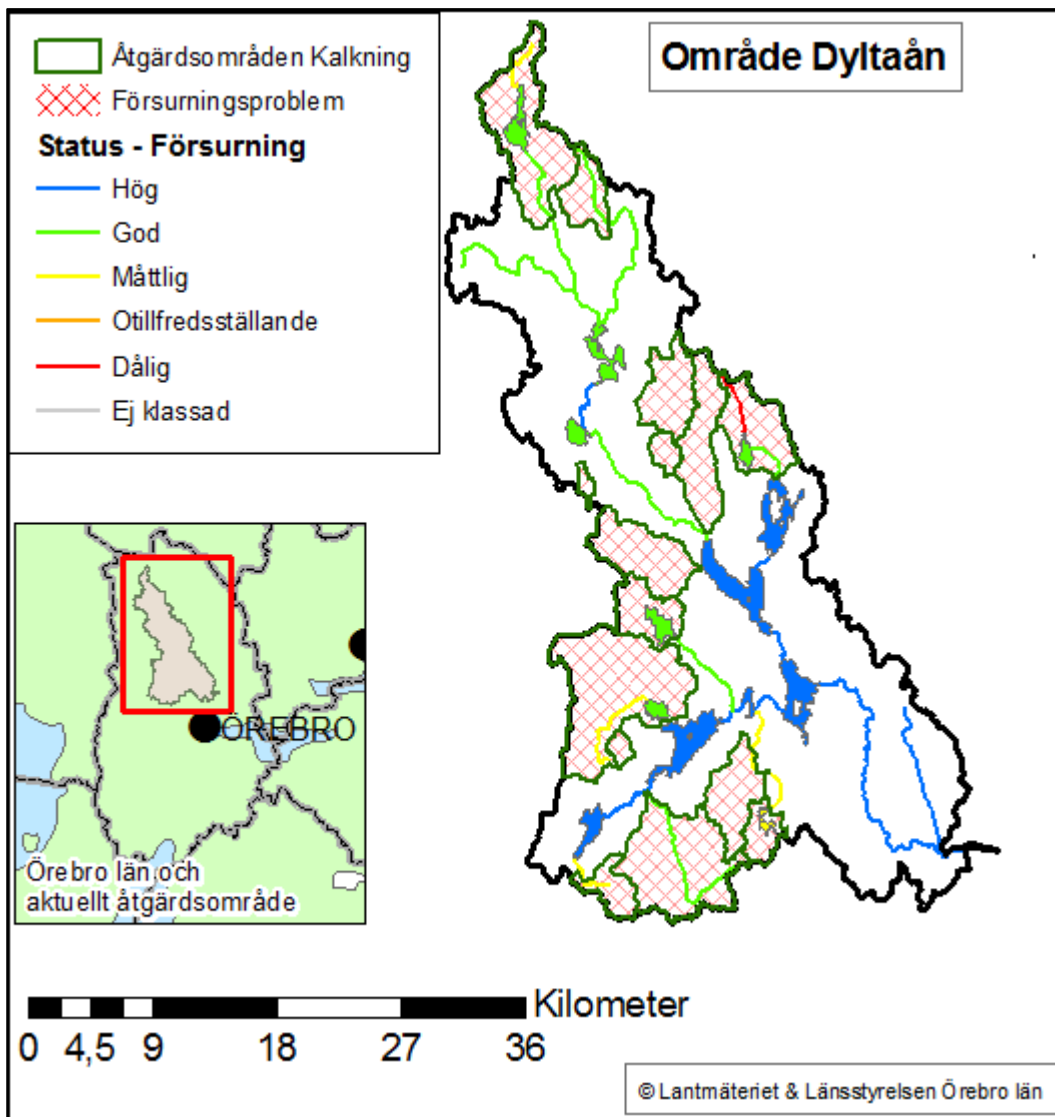 Område Dyltaån
Åtgärdsområden Kalkning
Försurningsproblem
Status - Försurning
Hög
God
Måttlig
Otillfredsställande
Dålig
Ej klassad
ÖREBRO
Örebro län och
aktuellt åtgärdsområde
Kilometer
0 4,5 9 18 27 36
© Lantmäteriet & Länsstyrelsen Örebro län